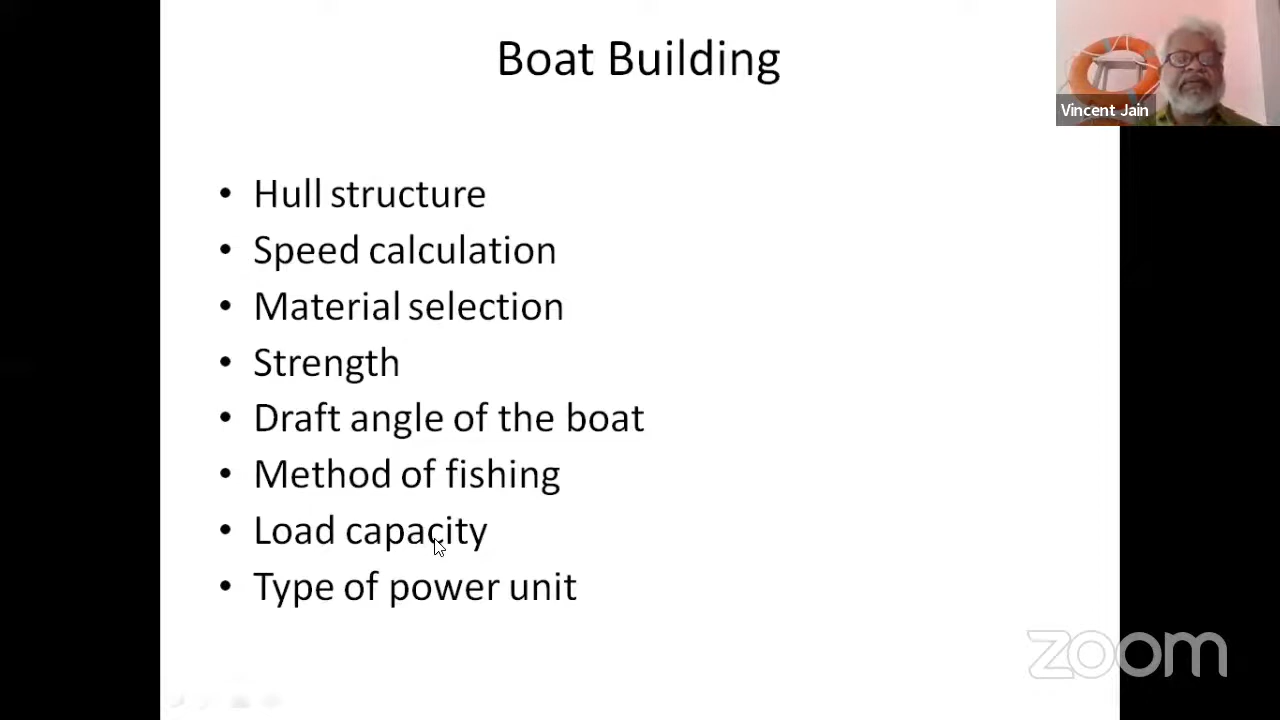 Boat Building
Vincent Jain
• Hull structure
• Speed calculation
• Material selection
• Strength
• Draft angle of the boat
• Method of fishing
• Load capacity
• Type of power unit
zoom